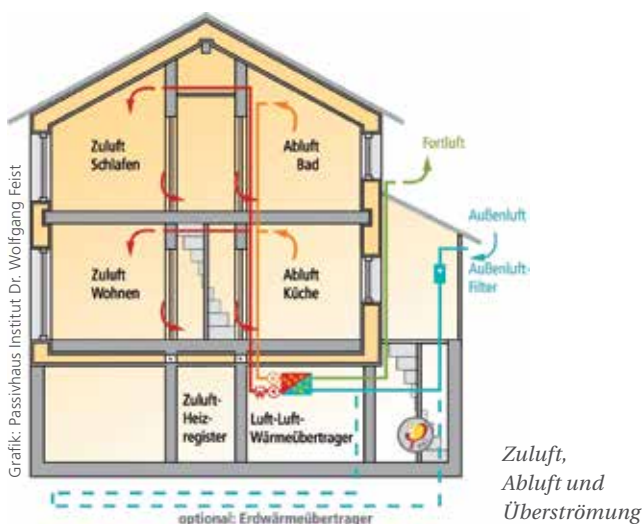 Grafik: Passivhaus Institut Dr. Wolfgang Feist
Zuluft
Schlafen
Abluft
Bad
Fortluft
Außenluft
Zuluft
Wohnen
Abluft
Küche
Außenluft-
Filter
Zuluft-
Heiz-
register
Luft-Luft-
Wärmeübertrager
optional: Erdwärmeübertrager
Zuluft,
Abluft und
Überströmung